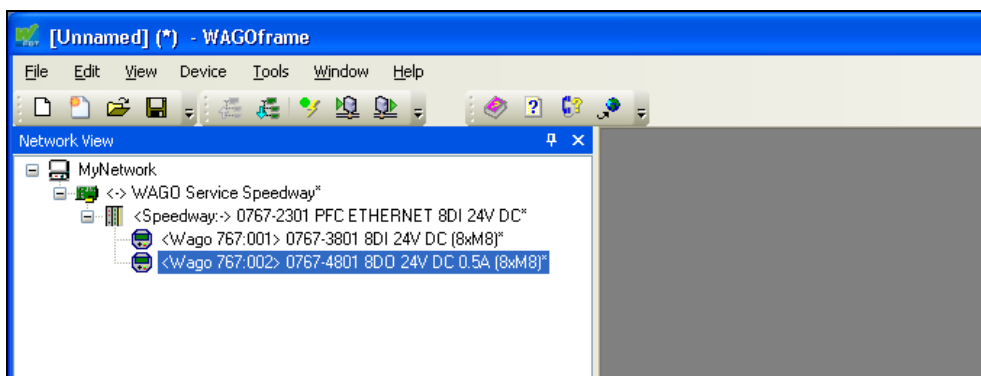 [Unnamed] (*) - WAGOframe
File Edit View Device Tools Window Help
Network View
MyNetwork
<-> WAGO Service Speedway*
<Speedway:-> 0767-2301 PFC ETHERNET 8DI 24V DC*
<Wago 767:001> 0767-3801 8DI 24V DC (8xM8)*
<Wago 767:002> 0767-4801 8DO 24V DC 0.5A (8xM8)*